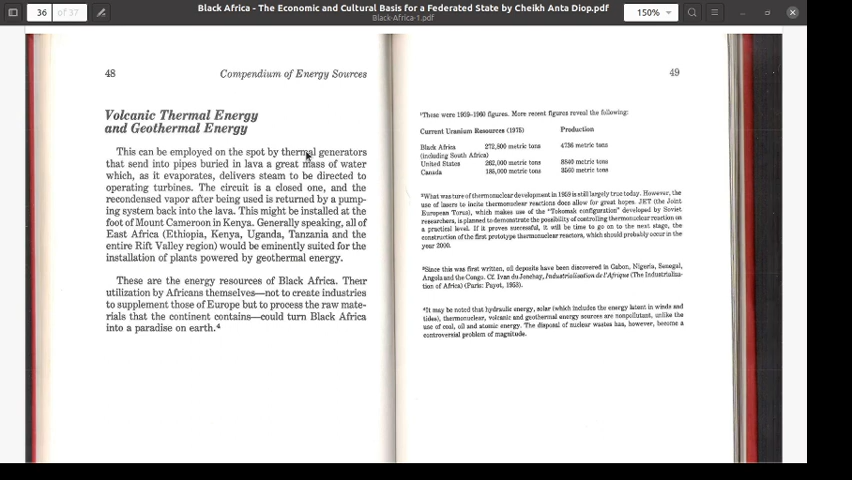 36
of 37
Black Africa - The Economic and Cultural Basis for a Federated State by Cheikh Anta Diop.pdf
Black-Africa-1.pdf
150%
48
Compendium of Energy Sources
Volcanic Thermal Energy
and Geothermal Energy
This can be employed on the spot by thermal generators
that send into pipes buried in lava a great mass of water
which, as it evaporates, delivers steam to be directed to
operating turbines. The circuit is a closed one, and the
recondensed vapor after being used is returned by a pump-
ing system back into the lava. This might be installed at the
foot of Mount Cameroon in Kenya. Generally speaking, all of
East Africa (Ethiopia, Kenya, Uganda, Tanzania and the
entire Rift Valley region) would be eminently suited for the
installation of plants powered by geothermal energy.
These are the energy resources of Black Africa. Their
utilization by Africans themselves—not to create industries
to supplement those of Europe but to process the raw mate-
rials that the continent contains—could turn Black Africa
into a paradise on earth.⁴
49
¹These were 1959–1960 figures. More recent figures reveal the following:
Current Uranium Resources (1975) Production
Black Africa 272,800 metric tons 4736 metric tons
(including South Africa)
United States 262,000 metric tons 8840 metric tons
Canada 185,000 metric tons 3560 metric tons
²What was ture of thermonuclear development in 1959 is still largely true today. However, the
use of lasers to incite thermonuclear reactions does allow for great hopes. JET (the Joint
European Torus), which makes use of the "Tokomak configuration" developed by Soviet
researchers, is planned to demonstrate the possibility of controlling thermonuclear reaction on
a practical level. If it proves successful, it will be time to go on to the next stage, the
construction of the first prototype thermonuclear reactors, which should probably occur in the
year 2000.
³Since this was first written, oil deposits have been discovered in Gabon, Nigeria, Senegal,
Angola and the Congo. Cf. Ivan du Jonchay, Industrialisation de l'Afrique (The Industrializa-
tion of Africa) (Paris: Payot, 1953).
⁴It may be noted that hydraulic energy, solar (which includes the energy latent in winds and
tides), thermonuclear, volcanic and geothermal energy sources are nonpollutant, unlike the
use of coal, oil and atomic energy. The disposal of nuclear wastes has, however, become a
controversial problem of magnitude.